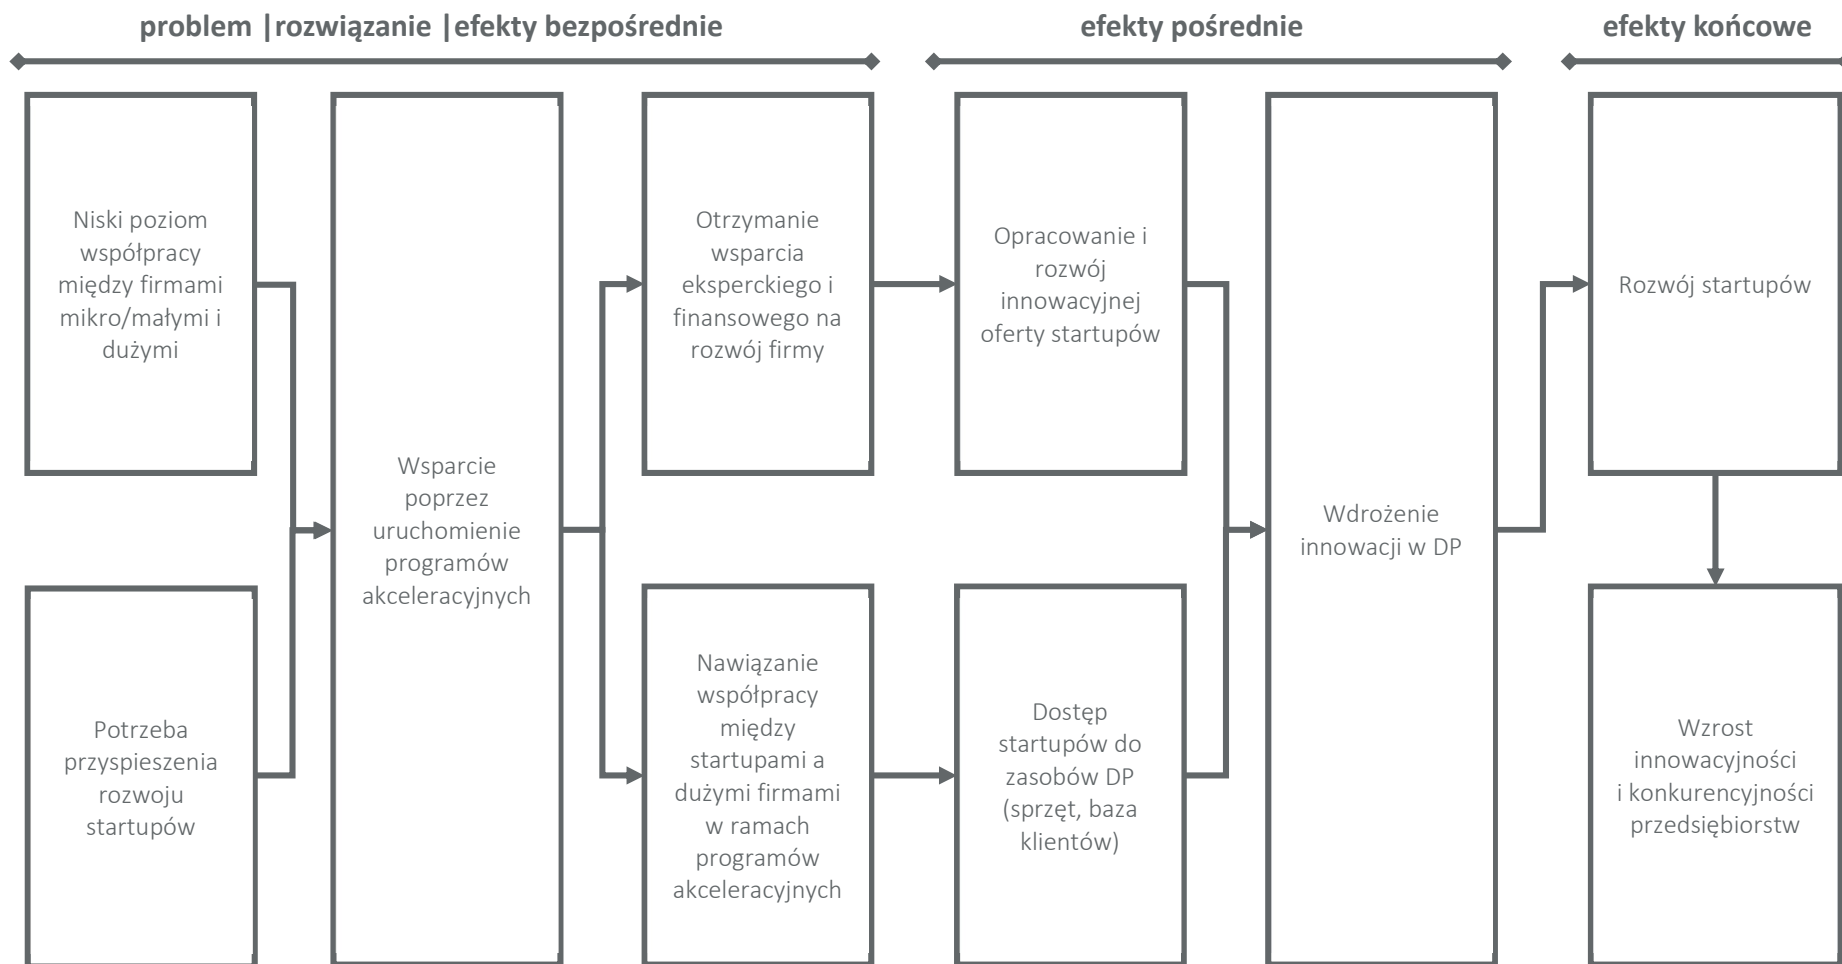 problem |rozwiązanie |efekty bezpośrednie
efekty pośrednie
efekty końcowe
Niski poziom
współpracy
między firmami
mikro/małymi i
dużymi
Potrzeba
przyspieszenia
rozwoju
startupów
Wsparcie
poprzez
uruchomienie
programów
akceleracyjnych
Otrzymanie
wsparcia
eksperckiego i
finansowego na
rozwój firmy
Nawiązanie
współpracy
między
startupami a
dużymi firmami
w ramach
programów
akceleracyjnych
Opracowanie i
rozwój
innowacyjnej
oferty startupów
Dostęp
startupów do
zasobów DP
(sprzęt, baza
klientów)
Wdrożenie
innowacji w DP
Rozwój startupów
Wzrost
innowacyjności
i konkurencyjności
przedsiębiorstw